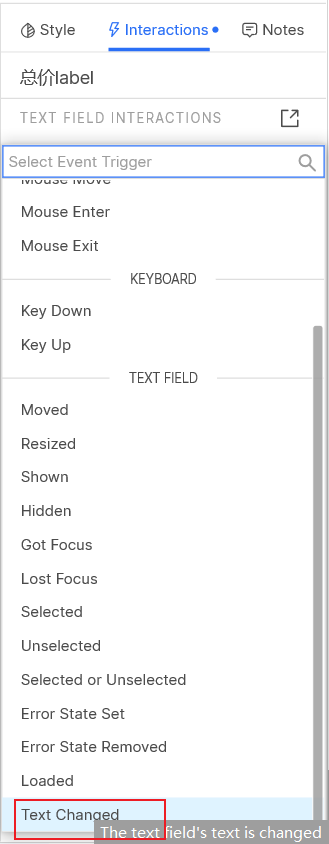 Style Interactions Notes
总价label
TEXT FIELD INTERACTIONS
Select Event Trigger
Mouse Move
Mouse Enter
Mouse Exit
KEYBOARD
Key Down
Key Up
TEXT FIELD
Moved
Resized
Shown
Hidden
Got Focus
Lost Focus
Selected
Unselected
Selected or Unselected
Error State Set
Error State Removed
Loaded
Text Changed
The text field's text is changed